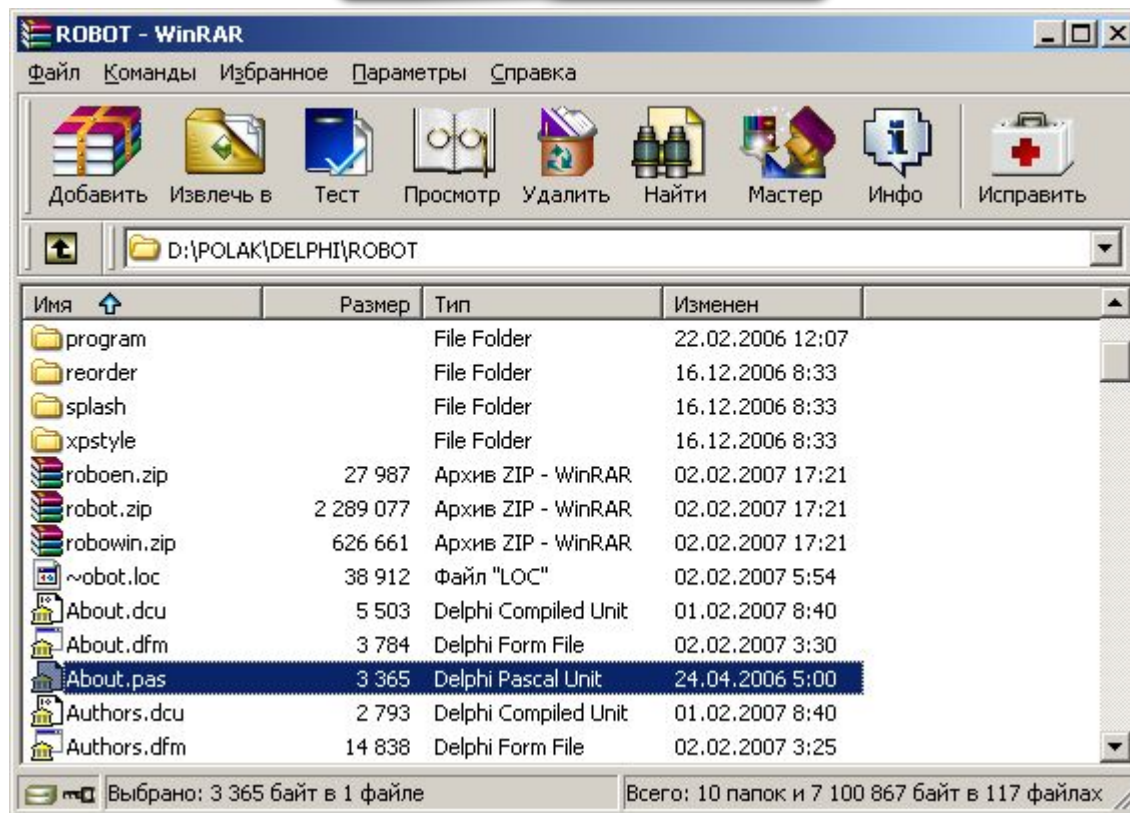 ROBOT - WinRAR
Файл Команды Избранное Параметры Справка
Добавить Извлечь в Тест Просмотр Удалить Найти Мастер Инфо Исправить
D:\POLAK\DELPHI\ROBOT
Имя Размер Тип Изменен
program File Folder 22.02.2006 12:07
reorder File Folder 16.12.2006 8:33
splash File Folder 16.12.2006 8:33
xpstyle File Folder 16.12.2006 8:33
roboen.zip 27 987 Архив ZIP - WinRAR 02.02.2007 17:21
robot.zip 2 289 077 Архив ZIP - WinRAR 02.02.2007 17:21
robowin.zip 626 661 Архив ZIP - WinRAR 02.02.2007 17:21
~obot.loc 38 912 Файл "LOC" 02.02.2007 5:54
About.dcu 5 503 Delphi Compiled Unit 01.02.2007 8:40
About.dfm 3 784 Delphi Form File 02.02.2007 3:30
About.pas 3 365 Delphi Pascal Unit 24.04.2006 5:00
Authors.dcu 2 793 Delphi Compiled Unit 01.02.2007 8:40
Authors.dfm 14 838 Delphi Form File 02.02.2007 3:25
Выбрано: 3 365 байт в 1 файле Всего: 10 папок и 7 100 867 байт в 117 файлах